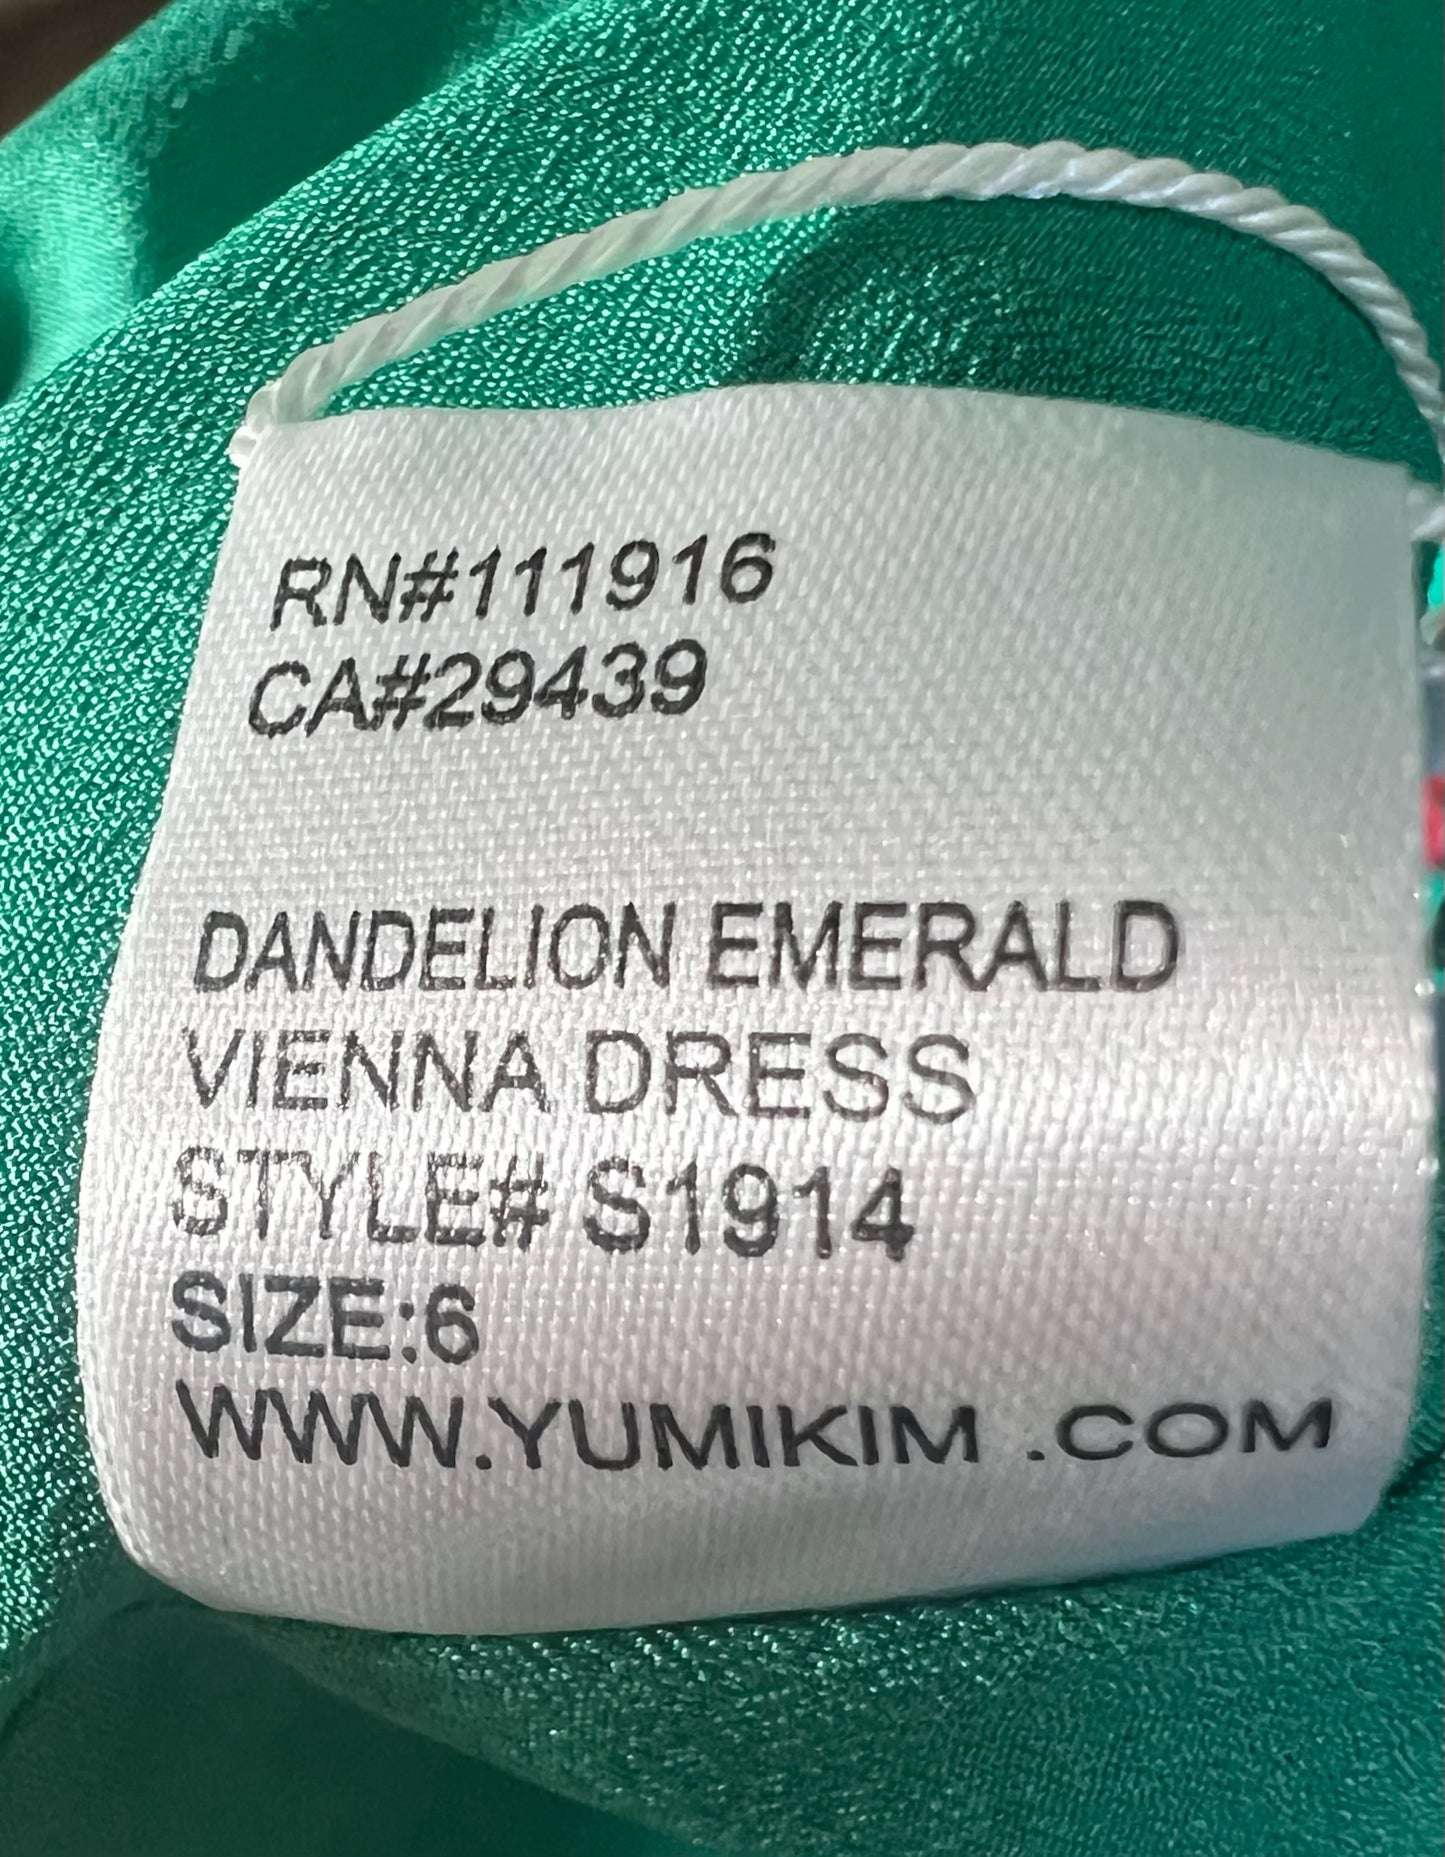 RN#111916
CA#29439
DANDELION EMERALD
VIENNA DRESS
STYLE# S1914
SIZE:6
WWW.YUMIKIM .COM